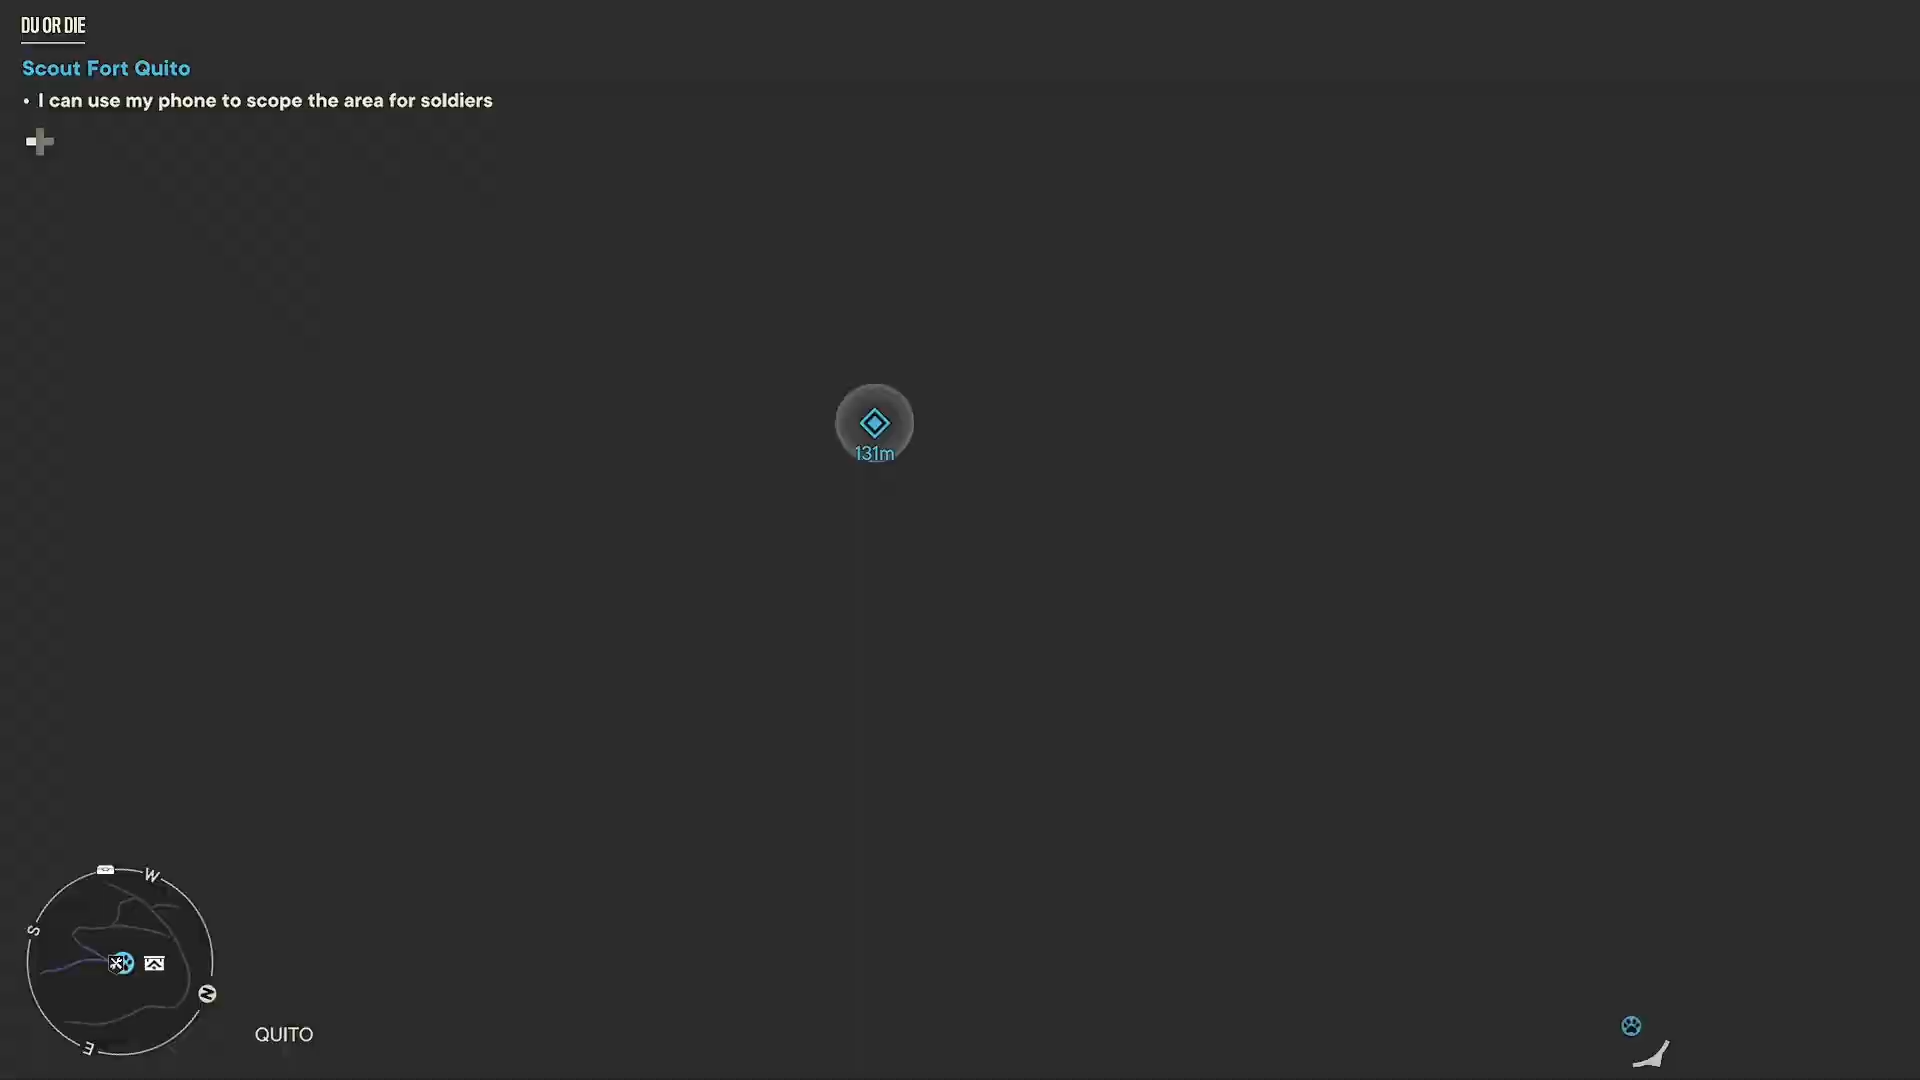 DU OR DIE
Scout Fort Quito
• I can use my phone to scope the area for soldiers
131m
W
S
N
E
QUITO